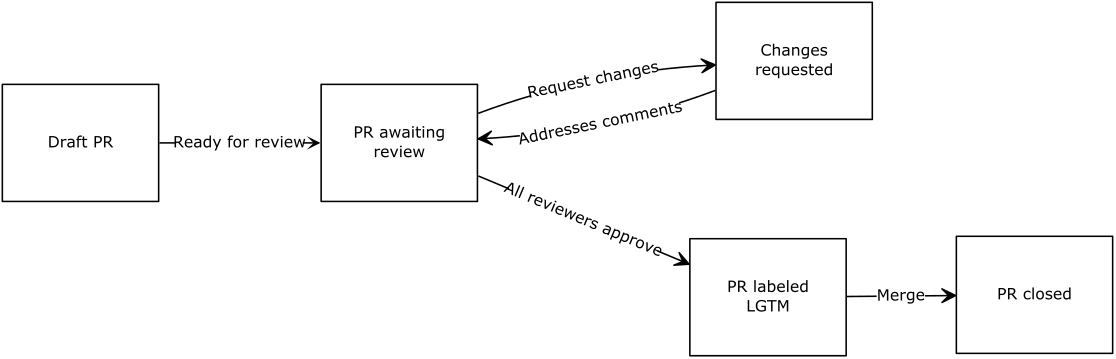 Draft PR
Ready for review
PR awaiting
review
Request changes
Addresses comments
Changes
requested
All reviewers approve
PR labeled
LGTM
Merge
PR closed